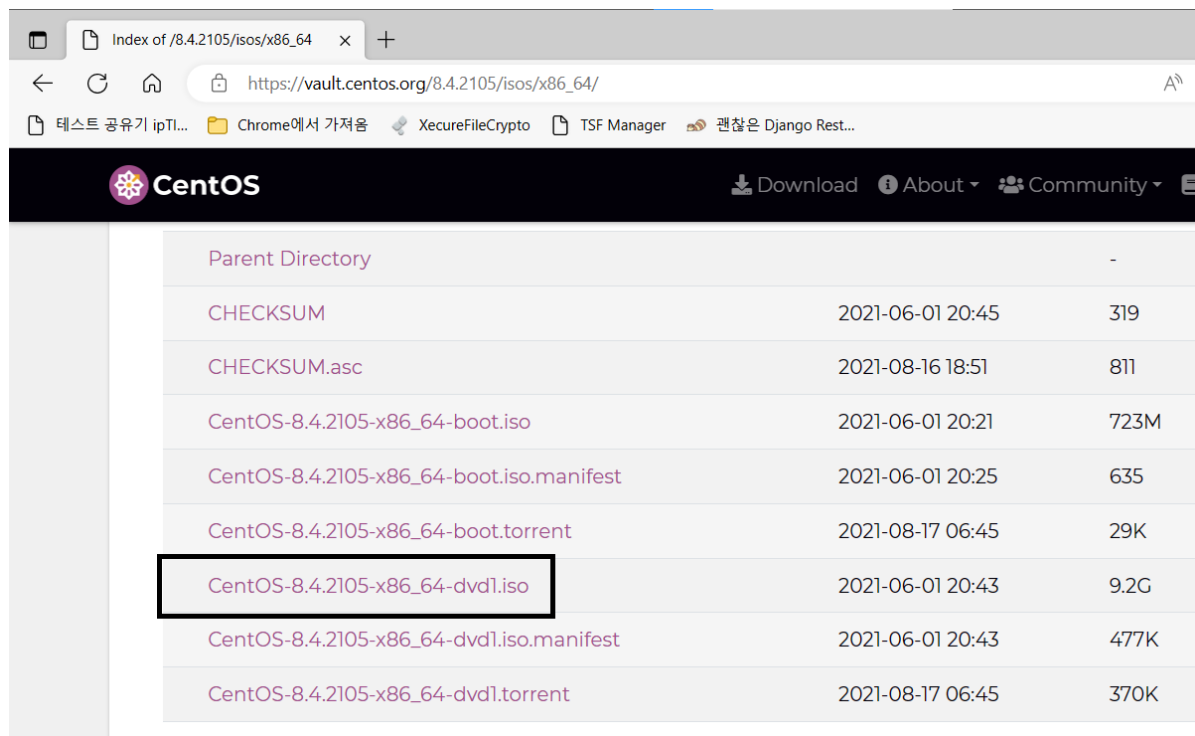 Index of /8.4.2105/isos/x86_64
https://vault.centos.org/8.4.2105/isos/x86_64/
테스트 공유기 ipTI... Chrome에서 가져옴 XecureFileCrypto TSF Manager 괜찮은 Django Rest...
CentOS Download About Community
Parent Directory -
CHECKSUM 2021-06-01 20:45 319
CHECKSUM.asc 2021-08-16 18:51 811
CentOS-8.4.2105-x86_64-boot.iso 2021-06-01 20:21 723M
CentOS-8.4.2105-x86_64-boot.iso.manifest 2021-06-01 20:25 635
CentOS-8.4.2105-x86_64-boot.torrent 2021-08-17 06:45 29K
CentOS-8.4.2105-x86_64-dvd1.iso 2021-06-01 20:43 9.2G
CentOS-8.4.2105-x86_64-dvd1.iso.manifest 2021-06-01 20:43 477K
CentOS-8.4.2105-x86_64-dvd1.torrent 2021-08-17 06:45 370K